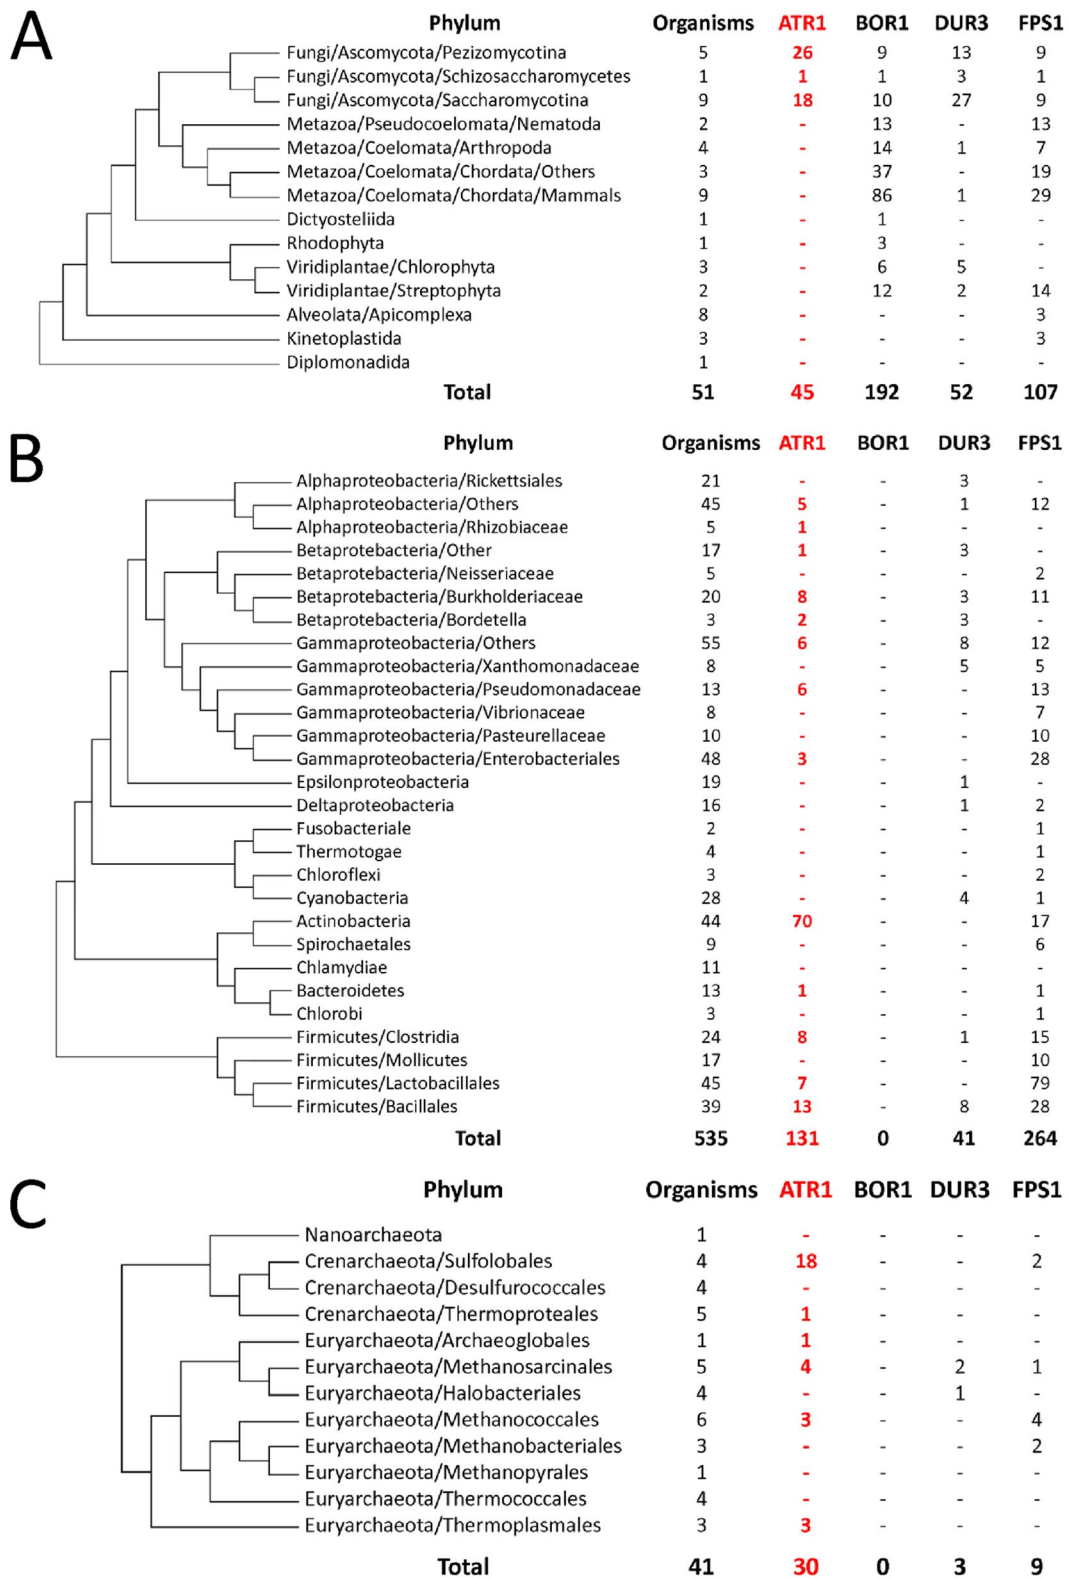 A
Phylum Organisms ATR1 BOR1 DUR3 FPS1
Fungi/Ascomycota/Pezizomycotina 5 26 9 13 9
Fungi/Ascomycota/Schizosaccharomycetes 1 1 1 3 1
Fungi/Ascomycota/Saccharomycotina 9 18 10 27 9
Metazoa/Pseudocoelomata/Nematoda 2 - 13 - 13
Metazoa/Coelomata/Arthropoda 4 - 14 1 7
Metazoa/Coelomata/Chordata/Others 3 - 37 - 19
Metazoa/Coelomata/Chordata/Mammals 9 - 86 1 29
Dictyosteliida 1 - 1 - -
Rhodophyta 1 - 3 - -
Viridiplantae/Chlorophyta 3 - 6 5 -
Viridiplantae/Streptophyta 2 - 12 2 14
Alveolata/Apicomplexa 8 - - - 3
Kinetoplastida 3 - - - 3
Diplomonadida 1 - - - -
Total 51 45 192 52 107
B
Phylum Organisms ATR1 BOR1 DUR3 FPS1
Alphaproteobacteria/Rickettsiales 21 - - 3 -
Alphaproteobacteria/Others 45 5 - 1 12
Alphaproteobacteria/Rhizobiaceae 5 1 - - -
Betaprotebacteria/Other 17 1 - 3 -
Betaprotebacteria/Neisseriaceae 5 - - - 2
Betaprotebacteria/Burkholderiaceae 20 8 - 3 11
Betaprotebacteria/Bordetella 3 2 - 3 -
Gammaproteobacteria/Others 55 6 - 8 12
Gammaproteobacteria/Xanthomonadaceae 8 - - 5 5
Gammaproteobacteria/Pseudomonadaceae 13 6 - - 13
Gammaproteobacteria/Vibrionaceae 8 - - - 7
Gammaproteobacteria/Pasteurellaceae 10 - - - 10
Gammaproteobacteria/Enterobacteriales 48 3 - - 28
Epsilonproteobacteria 19 - - 1 -
Deltaproteobacteria 16 - - 1 2
Fusobacteriale 2 - - - 1
Thermotogae 4 - - - 1
Chloroflexi 3 - - - 2
Cyanobacteria 28 - - 4 1
Actinobacteria 44 70 - - 17
Spirochaetales 9 - - - 6
Chlamydiae 11 - - - -
Bacteroidetes 13 1 - - 1
Chlorobi 3 - - - 1
Firmicutes/Clostridia 24 8 - 1 15
Firmicutes/Mollicutes 17 - - - 10
Firmicutes/Lactobacillales 45 7 - - 79
Firmicutes/Bacillales 39 13 - 8 28
Total 535 131 0 41 264
C
Phylum Organisms ATR1 BOR1 DUR3 FPS1
Nanoarchaeota 1 - - - -
Crenarchaeota/Sulfolobales 4 18 - - 2
Crenarchaeota/Desulfurococcales 4 - - - -
Crenarchaeota/Thermoproteales 5 1 - - -
Euryarchaeota/Archaeoglobales 1 1 - - -
Euryarchaeota/Methanosarcinales 5 4 - 2 1
Euryarchaeota/Halobacteriales 4 - - 1 -
Euryarchaeota/Methanococcales 6 3 - - 4
Euryarchaeota/Methanobacteriales 3 - - - 2
Euryarchaeota/Methanopyrales 1 - - - -
Euryarchaeota/Thermococcales 4 - - - -
Euryarchaeota/Thermoplasmales 3 3 - - -
Total 41 30 0 3 9